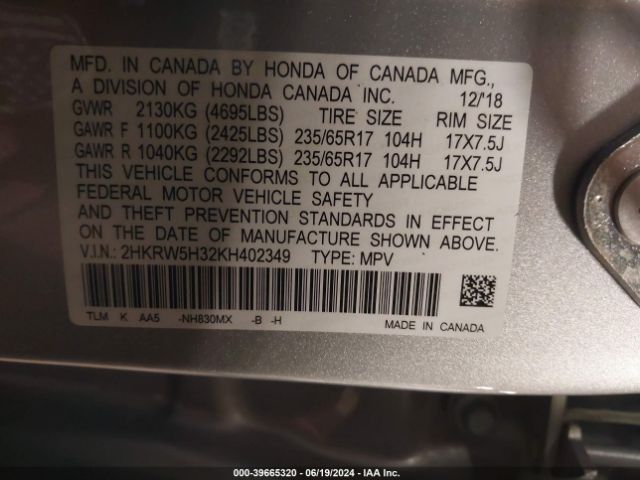 MFD. IN CANADA BY HONDA OF CANADA MFG.,
A DIVISION OF HONDA CANADA INC. 12/'18
GVWR 2130KG (4695LBS) TIRE SIZE RIM SIZE
GAWR F 1100KG (2425LBS) 235/65R17 104H 17X7.5J
GAWR R 1040KG (2292LBS) 235/65R17 104H 17X7.5J
THIS VEHICLE CONFORMS TO ALL APPLICABLE
FEDERAL MOTOR VEHICLE SAFETY
AND THEFT PREVENTION STANDARDS IN EFFECT
ON THE DATE OF MANUFACTURE SHOWN ABOVE.
V.I.N.: 2HKRW5H32KH402349 TYPE: MPV
TLM K AA5 -NH830MX -B -H MADE IN CANADA
000-39665320 - 06/19/2024 - IAA Inc.